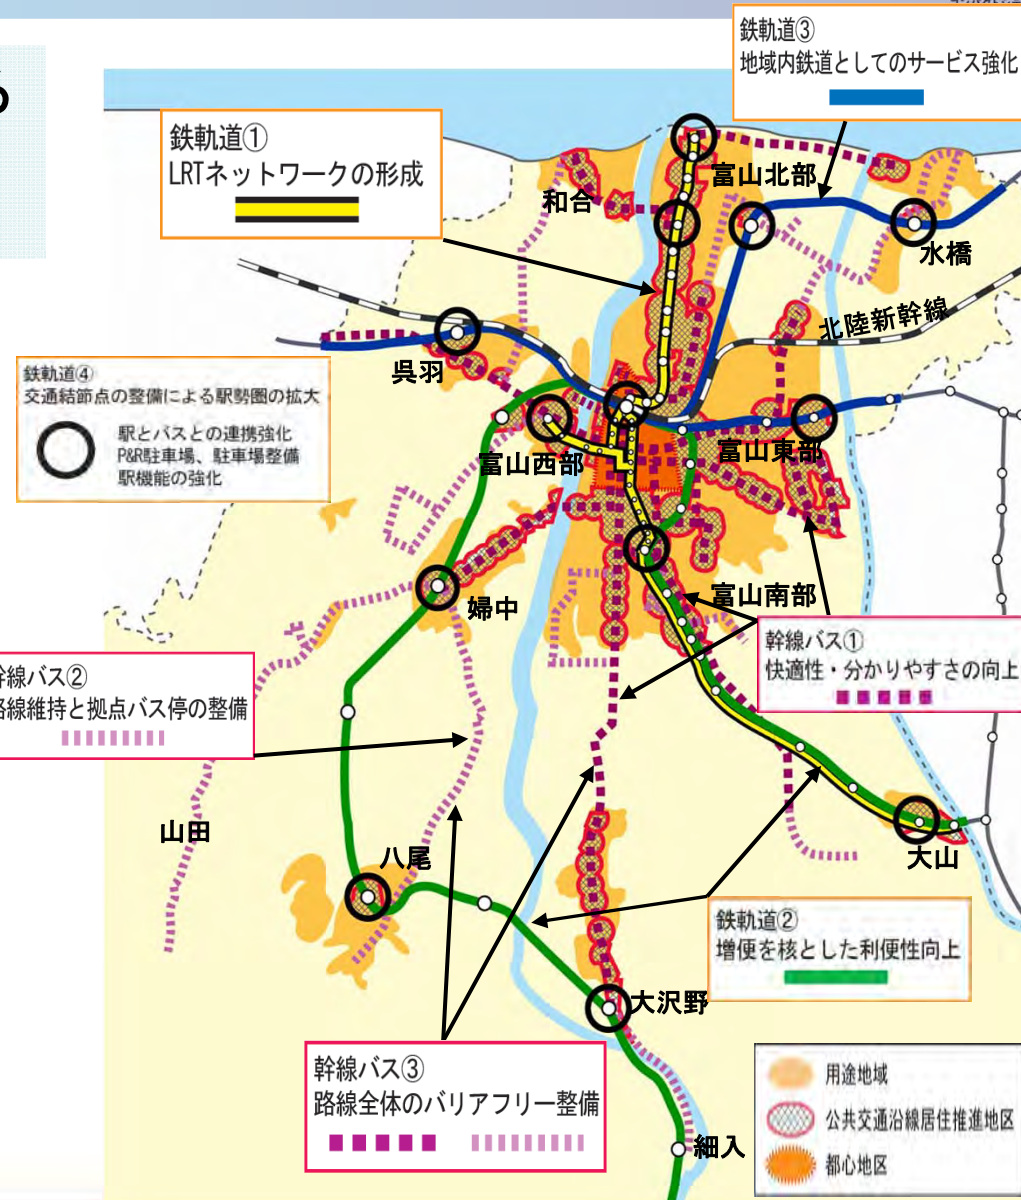 る
鉄軌道③
地域内鉄道としてのサービス強化
鉄軌道①
LRTネットワークの形成
富山北部
和合
水橋
北陸新幹線
呉羽
鉄軌道④
交通結節点の整備による駅勢圏の拡大
駅とバスとの連携強化
P&R駐車場、駐車場整備
駅機能の強化
富山西部
富山東部
婦中
富山南部
幹線バス①
快適性・分かりやすさの向上
幹線バス②
路線維持と拠点バス停の整備
山田
八尾
大山
鉄軌道②
増便を核とした利便性向上
大沢野
幹線バス③
路線全体のバリアフリー整備
細入
用途地域
公共交通沿線居住推進地区
都心地区